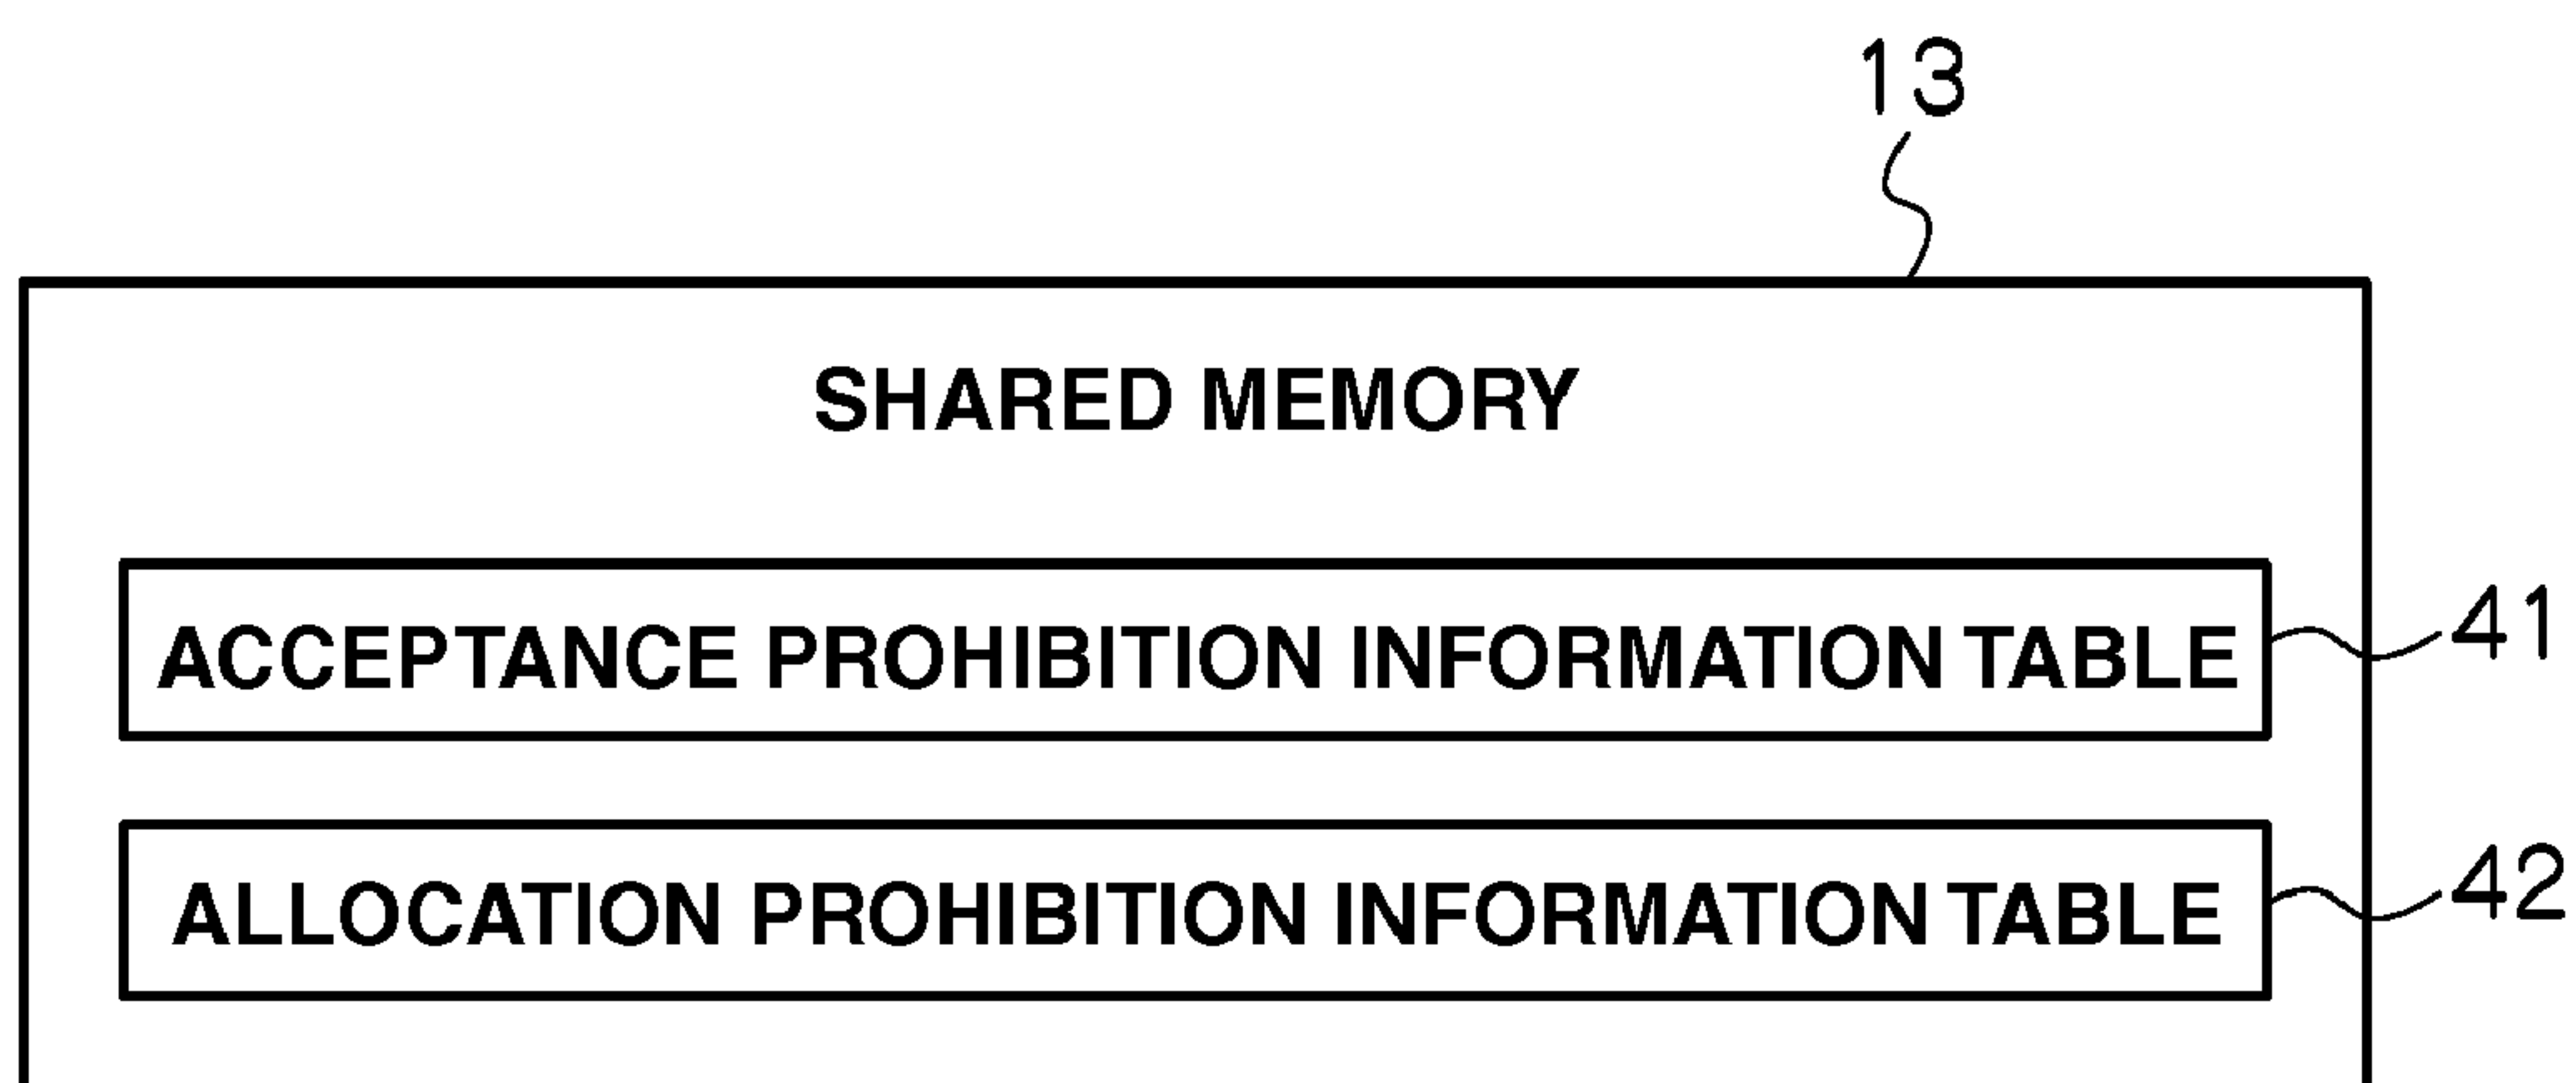 13
SHARED MEMORY
ACCEPTANCE PROHIBITION INFORMATION TABLE 41
ALLOCATION PROHIBITION INFORMATION TABLE 42